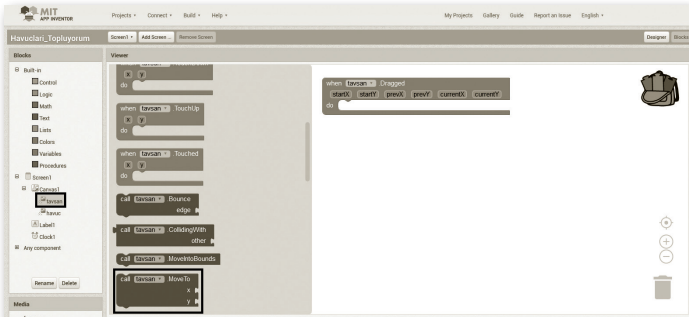 MIT
APP INVENTOR
Projects Connect Build Help My Projects Gallery Guide Report an Issue English
Havuclari_Topluyorum Screen1 Add Screen ... Remove Screen Designer Blocks
Blocks
Viewer
Built-in
Control
Logic
Math
Text
Lists
Colors
Variables
Procedures
Screen1
Canvas1
tavsan
havuc
Label1
Clock1
Any component
Rename Delete
Media
x y
do
when tavsan TouchUp
x y
do
when tavsan Touched
x y
do
call tavsan Bounce
edge
call tavsan CollidingWith
other
call tavsan MoveIntoBounds
call tavsan MoveTo
x
y
when tavsan Dragged
startX startY prevX prevY currentX currentY
do